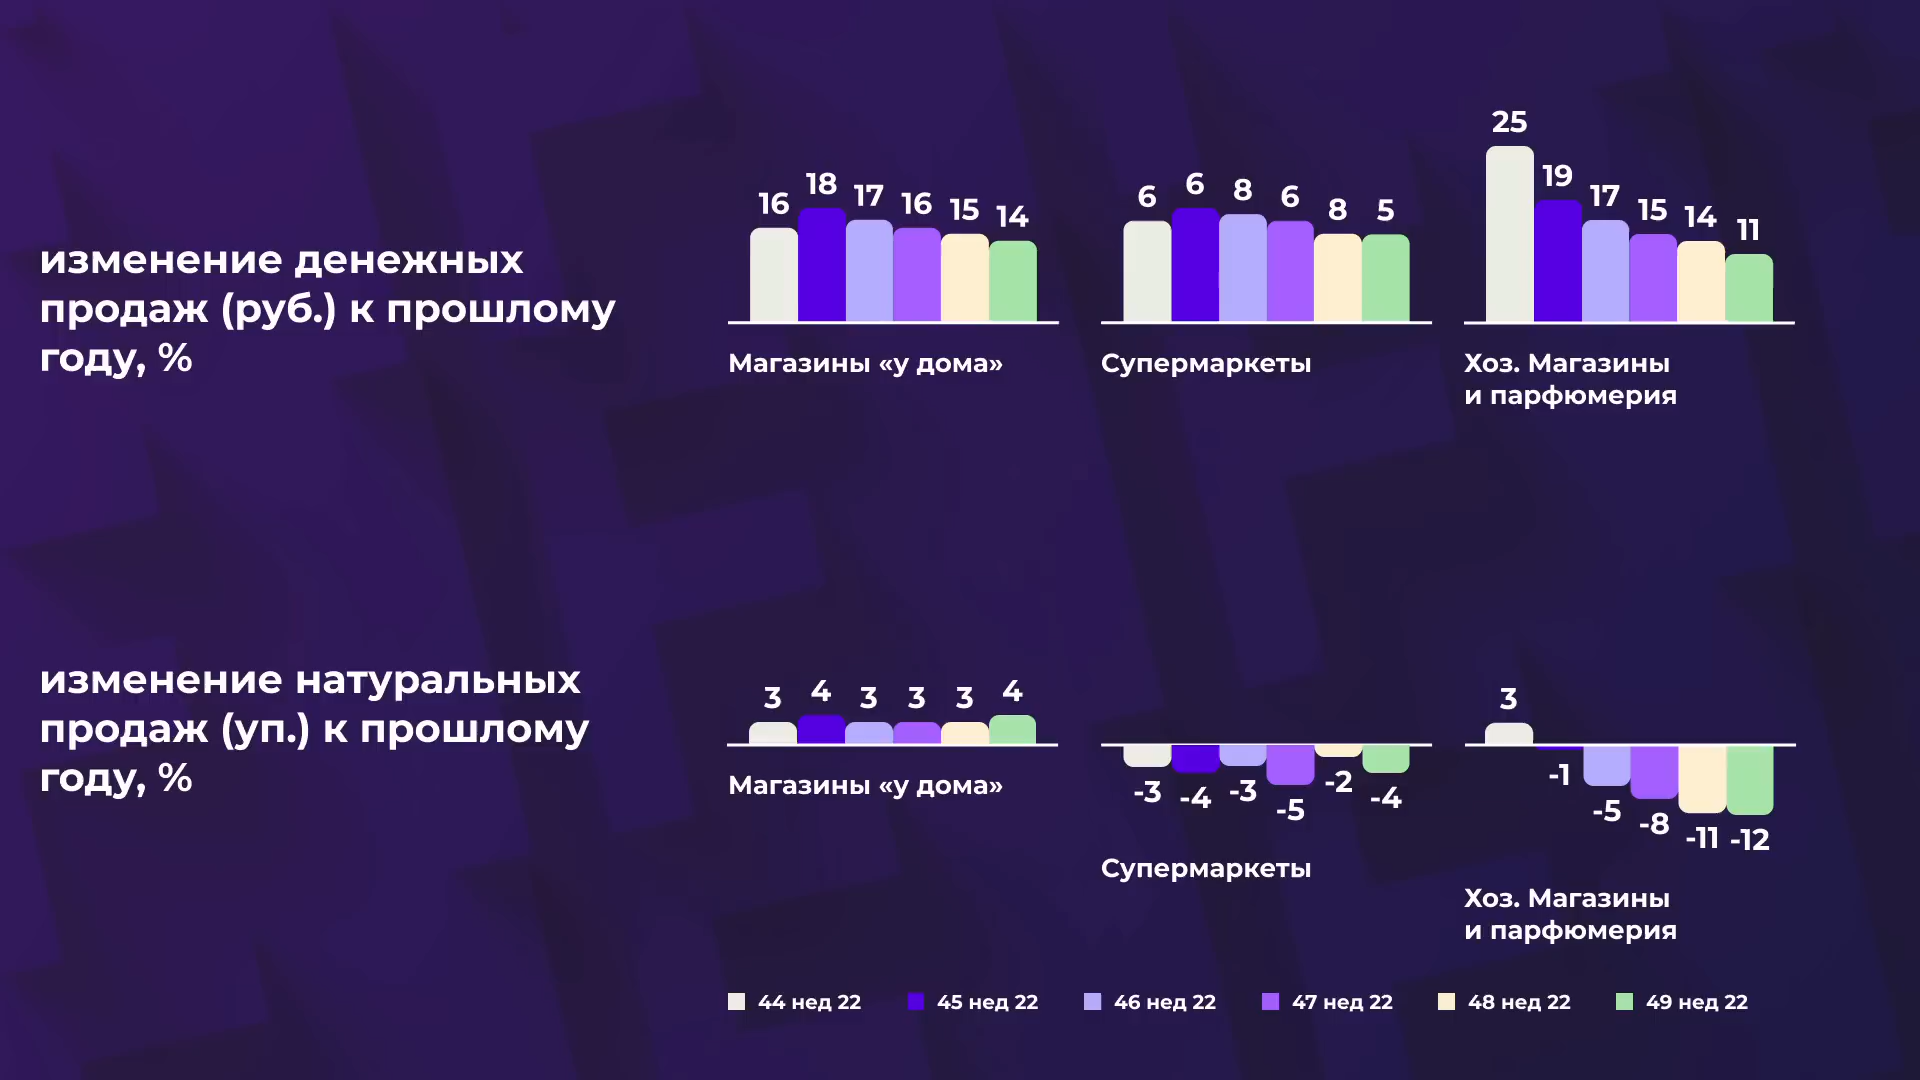 изменение денежных
продаж (руб.) к прошлому
году, %
16 18 17 16 15 14
Магазины «у дома»
6 6 8 6 8 5
Супермаркеты
25 19 17 15 14 11
Хоз. Магазины
и парфюмерия
изменение натуральных
продаж (уп.) к прошлому
году, %
3 4 3 3 3 4
Магазины «у дома»
-3 -4 -3 -5 -2 -4
Супермаркеты
3 -1 -5 -8 -11 -12
Хоз. Магазины
и парфюмерия
44 нед 22 45 нед 22 46 нед 22 47 нед 22 48 нед 22 49 нед 22